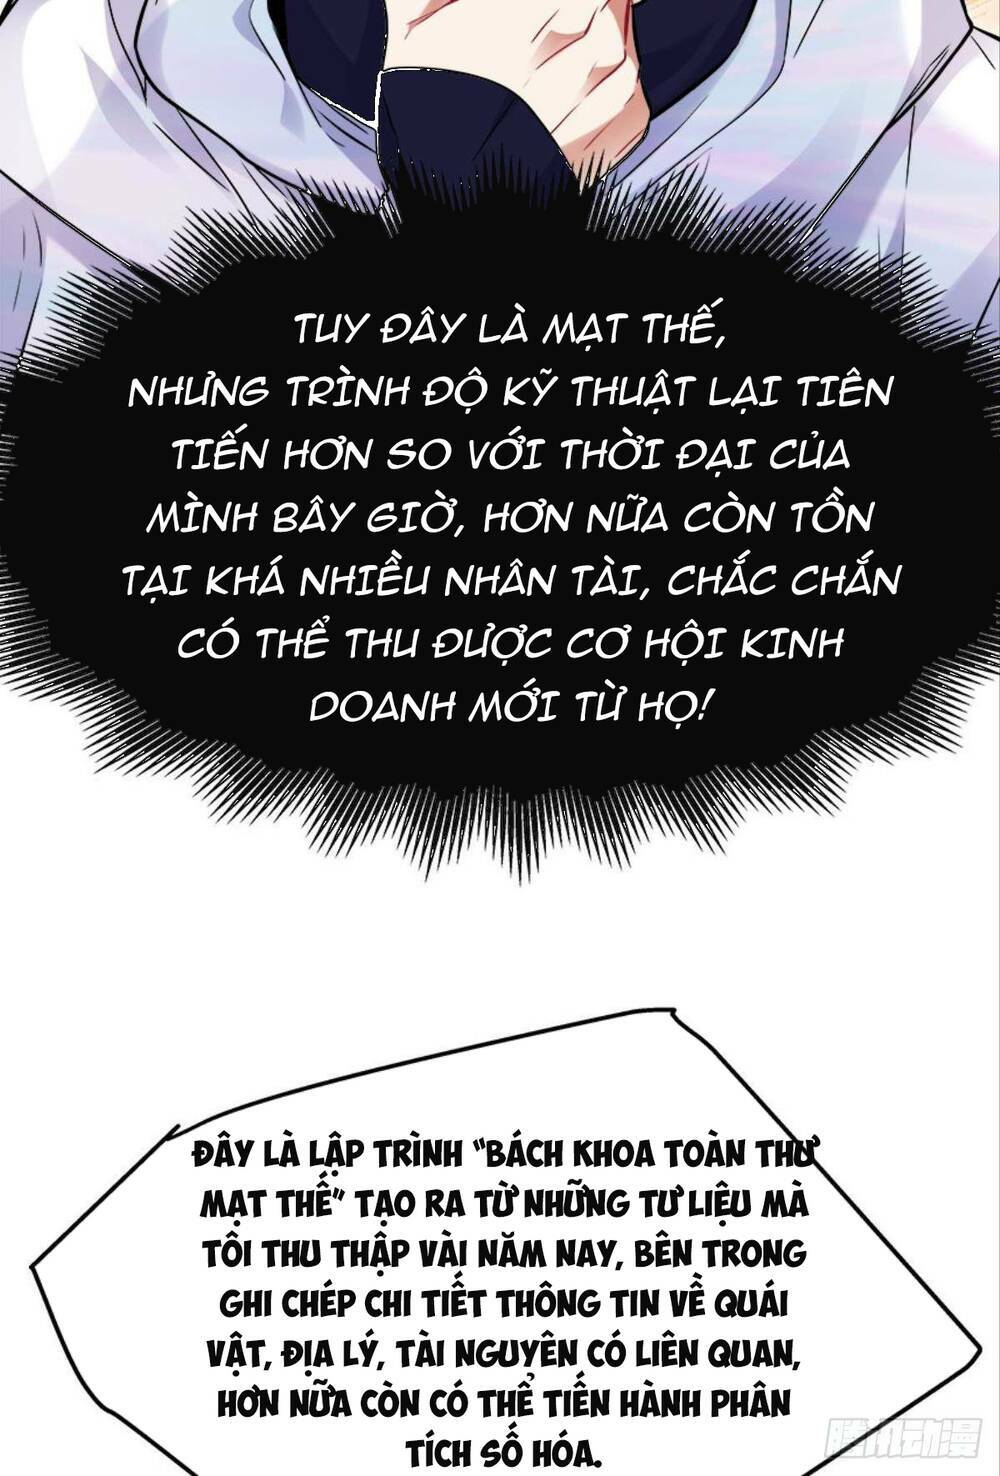 TUY ĐÂY LÀ MẠT THẾ,
NHƯNG TRÌNH ĐỘ KỸ THUẬT LẠI TIÊN
TIẾN HƠN SO VỚI THỜI ĐẠI CỦA
MÌNH BÂY GIỜ, HƠN NỮA CÒN TỒN
TẠI KHÁ NHIỀU NHÂN TÀI, CHẮC CHẮN
CÓ THỂ THU ĐƯỢC CƠ HỘI KINH
DOANH MỚI TỪ HỌ!
ĐÂY LÀ LẬP TRÌNH “BÁCH KHOA TOÀN THƯ
MẠT THẾ” TẠO RA TỪ NHỮNG TƯ LIỆU MÀ
TÔI THU THẬP VÀI NĂM NAY, BÊN TRONG
GHI CHÉP CHI TIẾT THÔNG TIN VỀ QUÁI
VẬT, ĐỊA LÝ, TÀI NGUYÊN CÓ LIÊN QUAN,
HƠN NỮA CÒN CÓ THỂ TIẾN HÀNH PHÂN
TÍCH SỐ HÓA.
腾讯动漫